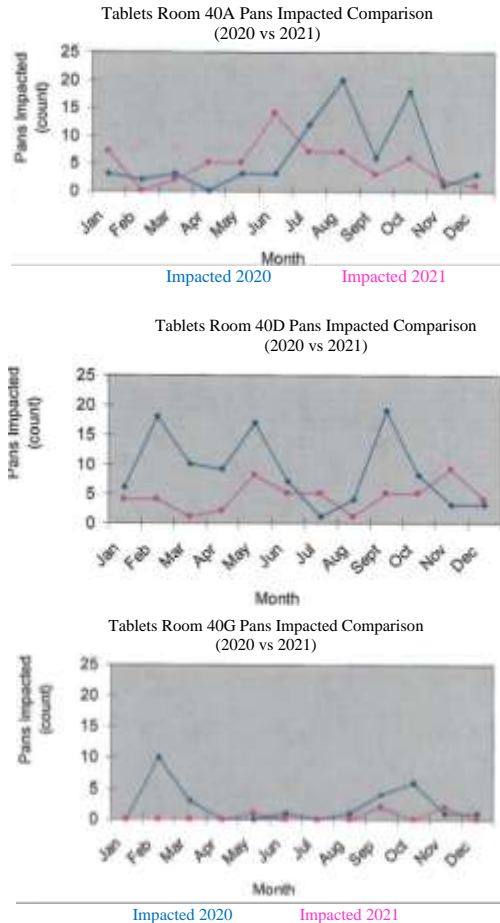 Tablets Room 40A Pans Impacted Comparison
(2020 vs 2021)
Pans Impacted
(count)
25
20
15
10
5
0
Jan Feb Mar Apr May Jun Jul Aug Sept Oct Nov Dec
Month
Impacted 2020 Impacted 2021
Tablets Room 40D Pans Impacted Comparison
(2020 vs 2021)
Pans Impacted
(count)
25
20
15
10
5
0
Jan Feb Mar Apr May Jun Jul Aug Sept Oct Nov Dec
Month
Tablets Room 40G Pans Impacted Comparison
(2020 vs 2021)
Pans Impacted
(count)
25
20
15
10
5
0
Jan Feb Mar Apr May Jun Jul Aug Sept Oct Nov Dec
Month
Impacted 2020 Impacted 2021